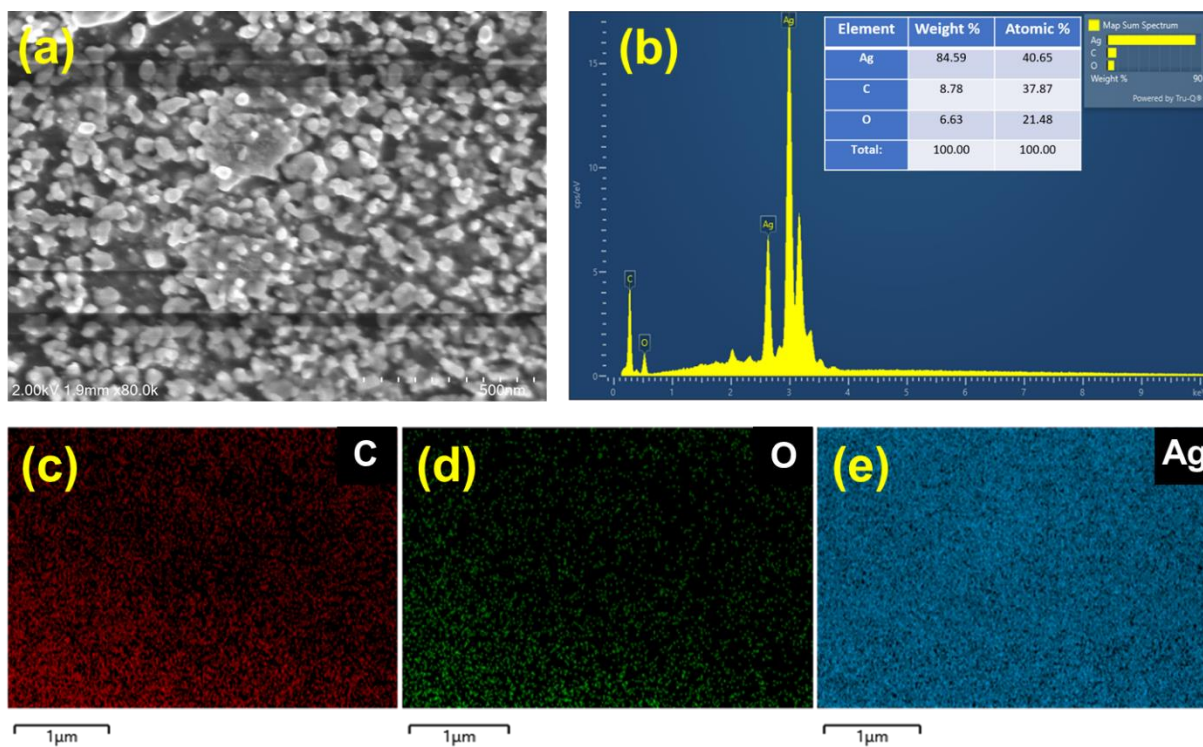 (a)
2.00kV 1.9mm x80.0k 500nm
(b)
Ag
Ag
C
O
cps/eV
15
10
5
0
0 1 2 3 4 5 6 7 8 9 keV
Element Weight % Atomic %
Ag 84.59 40.65
C 8.78 37.87
O 6.63 21.48
Total: 100.00 100.00
Map Sum Spectrum
Ag
C
O
Weight % 90
Powered by Tru-Q®
(c) C
(d) O
(e) Ag
1μm
1μm
1μm